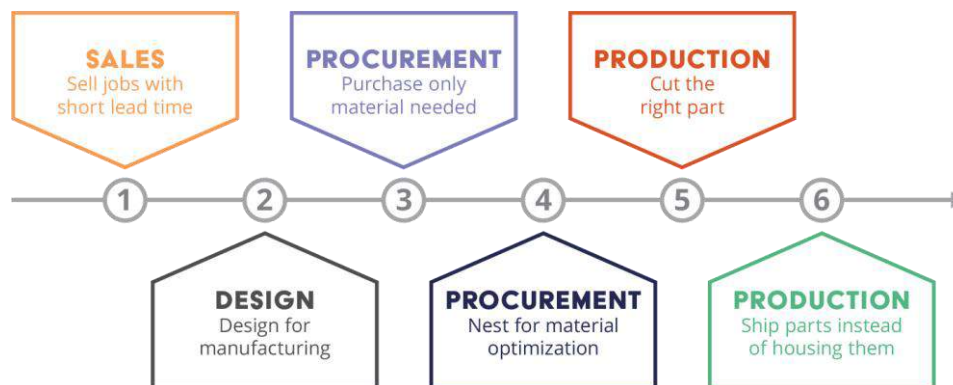 SALES
Sell jobs with
short lead time
PROCUREMENT
Purchase only
material needed
PRODUCTION
Cut the
right part
1
2
3
4
5
6
DESIGN
Design for
manufacturing
PROCUREMENT
Nest for material
optimization
PRODUCTION
Ship parts instead
of housing them